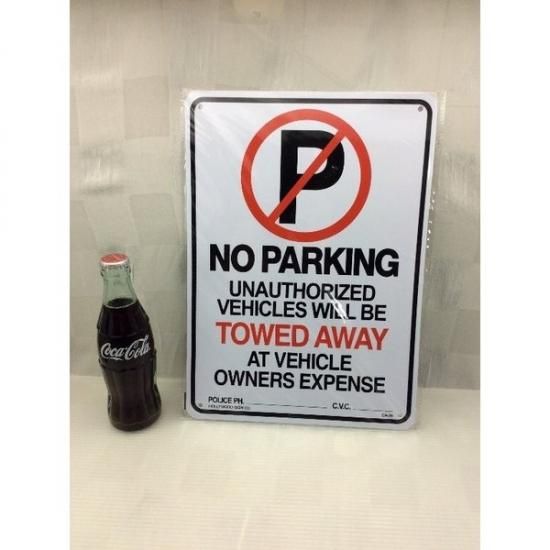 P
NO PARKING
UNAUTHORIZED
VEHICLES WILL BE
TOWED AWAY
AT VEHICLE
OWNERS EXPENSE
POLICE PH. C.V.C.
Coca-Cola